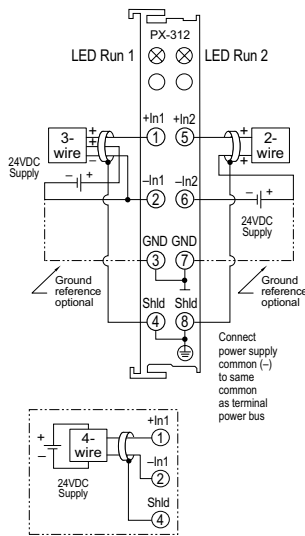 PX-312
LED Run 1 LED Run 2
+In1 +In2
3-
wire
+
+
–
1
5
+
+
2-
wire
24VDC
Supply
– +
–In1 –In2
2
6
– +
24VDC
Supply
GND GND
3
7
Ground
reference
optional
Ground
reference
optional
Shld Shld
4
8
Connect
power supply
common (–)
to same
common
as terminal
power bus
+In1
+
–
4-
wire
1
–In1
2
24VDC
Supply
Shld
4